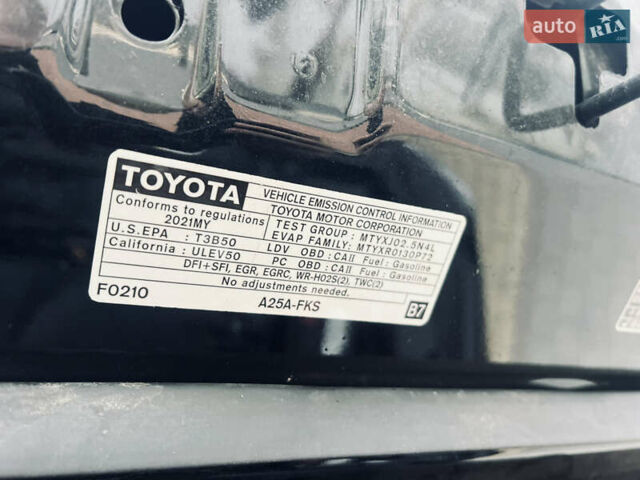 auto RIA.com
TOYOTA
VEHICLE EMISSION CONTROL INFORMATION
TOYOTA MOTOR CORPORATION
Conforms to regulations
2021MY
TEST GROUP : MTYXJ02.5N4L
EVAP FAMILY: MTYXR0130P72
U.S.EPA : T3B50
LDV OBD : CAII Fuel : Gasoline
California : ULEV50
PC OBD : CAII Fuel : Gasoline
DFI+SFI, EGR, EGRC, WR-HO2S(2), TWC(2)
No adjustments needed.
F0210
A25A-FKS
B7